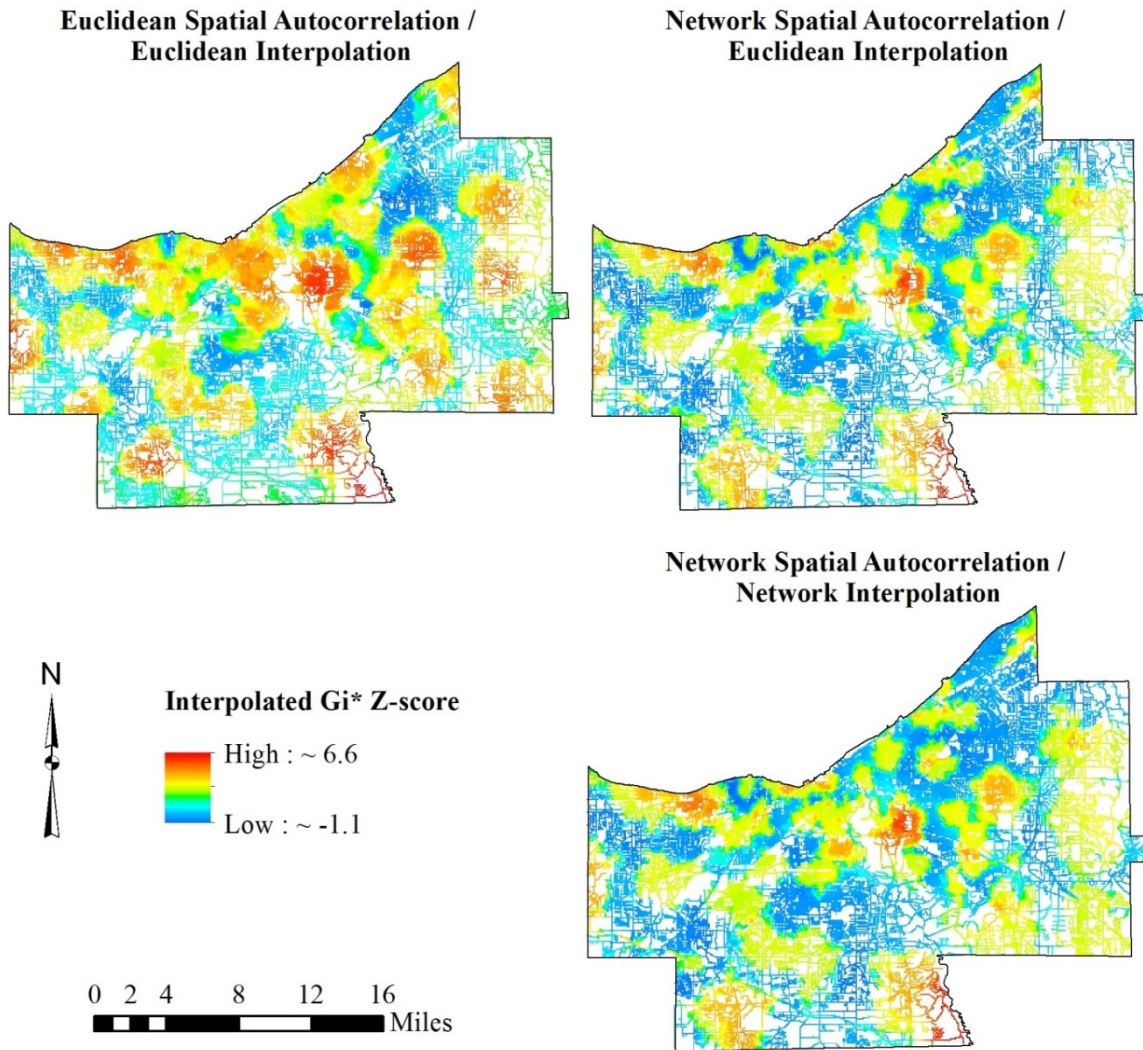 Euclidean Spatial Autocorrelation /
Euclidean Interpolation
Network Spatial Autocorrelation /
Euclidean Interpolation
Network Spatial Autocorrelation /
Network Interpolation
N
Interpolated Gi* Z-score
High : ~ 6.6
Low : ~ -1.1
0 2 4 8 12 16
Miles